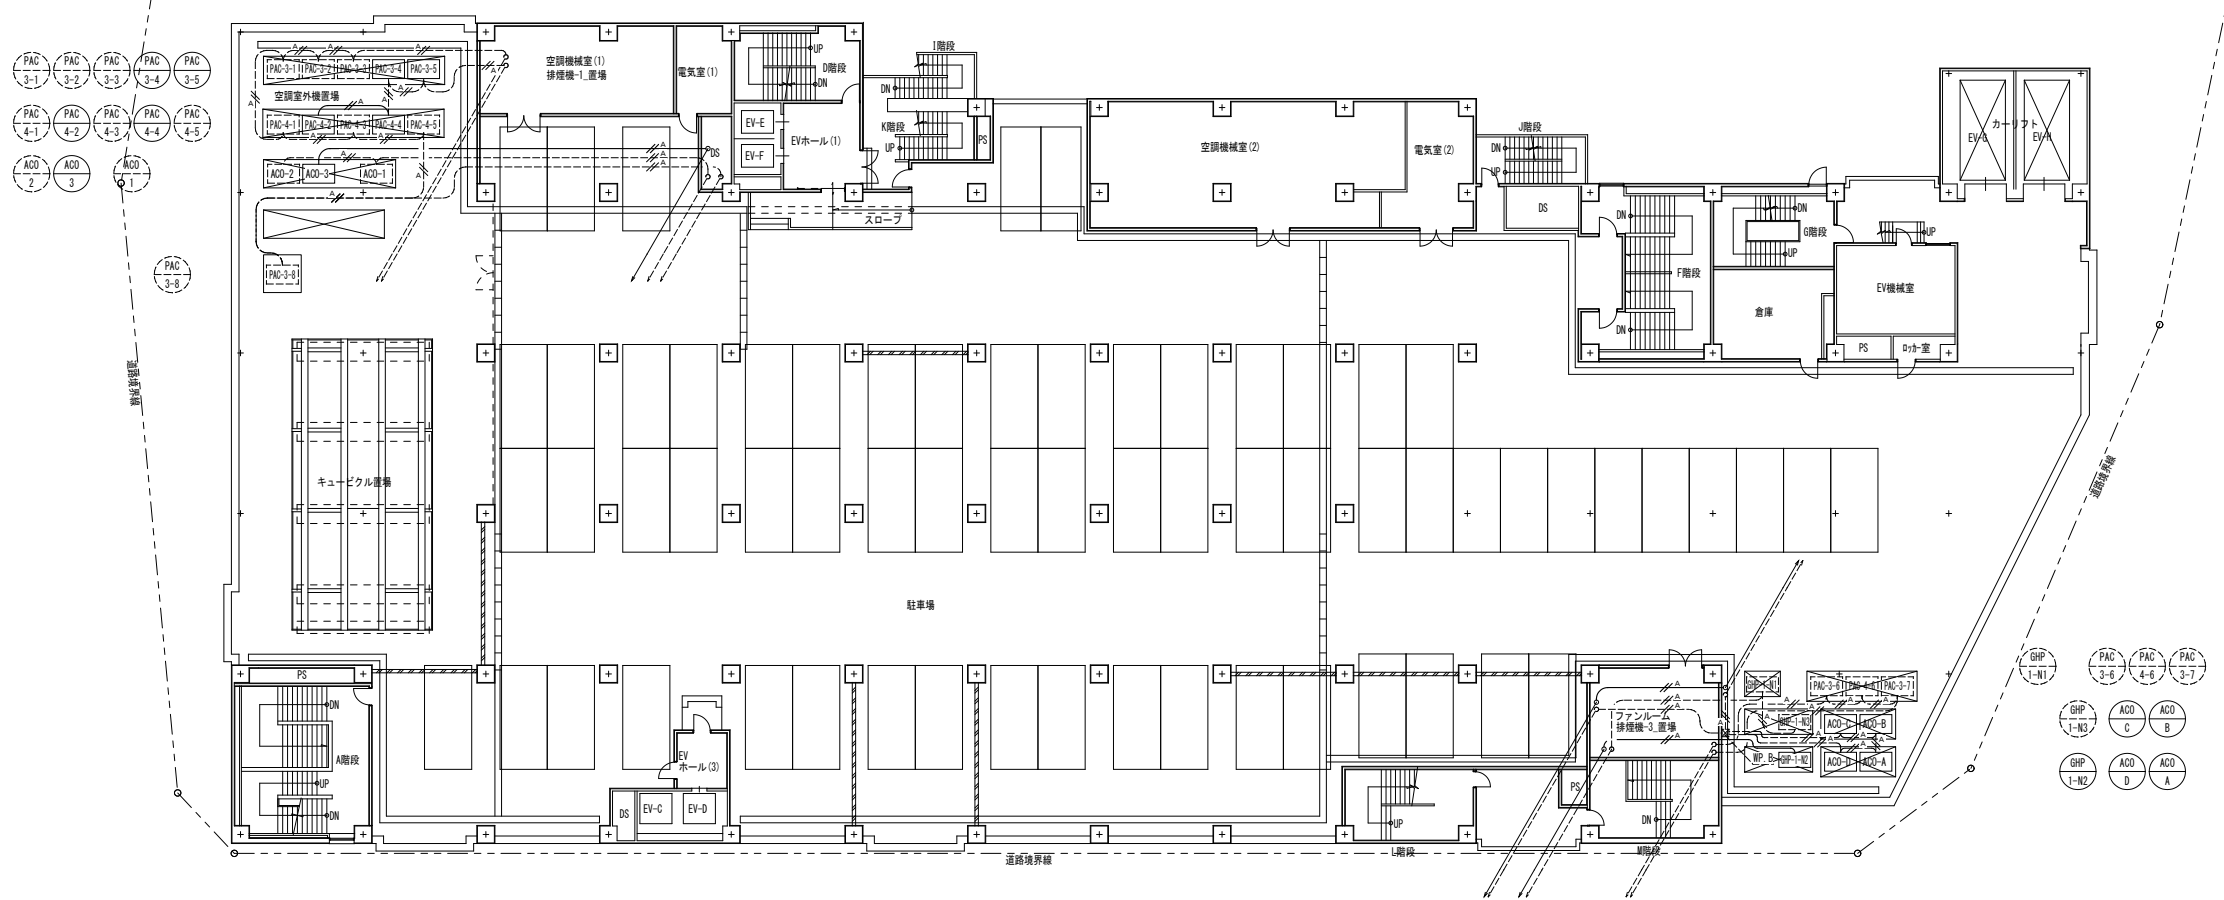 PAC
3-1
PAC
3-2
PAC
3-3
PAC
3-4
PAC
3-5
PAC
4-1
PAC
4-2
PAC
4-3
PAC
4-4
PAC
4-5
ACO
2
ACO
3
ACO
1
PAC
3-8
PAC-3-1
PAC-3-2
PAC-3-3
PAC-3-4
PAC-3-5
空調室外機置場
PAC-4-1
PAC-4-2
PAC-4-3
PAC-4-4
PAC-4-5
ACO-2
ACO-3
ACO-1
PAC-3-8
空調機械室(1)
排煙機-1_置場
電気室(1)
UP
D階段
DN
EV-E
EV-F
EVホール(1)
DS
I階段
DN
K階段
UP
PS
スロープ
空調機械室(2)
電気室(2)
J階段
DN
UP
DS
DN
F階段
DN
DN
G階段
UP
倉庫
UP
EV機械室
PS
ロッカー室
カーリフト
EV-G
EV-H
道路境界線
道路境界線
キュービクル置場
駐車場
PS
DN
A階段
UP
DN
EV
ホール(3)
DS
EV-C
EV-D
道路境界線
UP
L階段
PS
DN
M階段
ファンルーム
排煙機-3_置場
GHP-1-N1
PAC-3-6
PAC-4-6
PAC-3-7
GHP-1-N3
ACO-C
ACO-B
WP.B
GHP-1-N2
ACO-D
ACO-A
GHP
1-N1
PAC
3-6
PAC
4-6
PAC
3-7
GHP
1-N3
ACO
C
ACO
B
GHP
1-N2
ACO
D
ACO
A